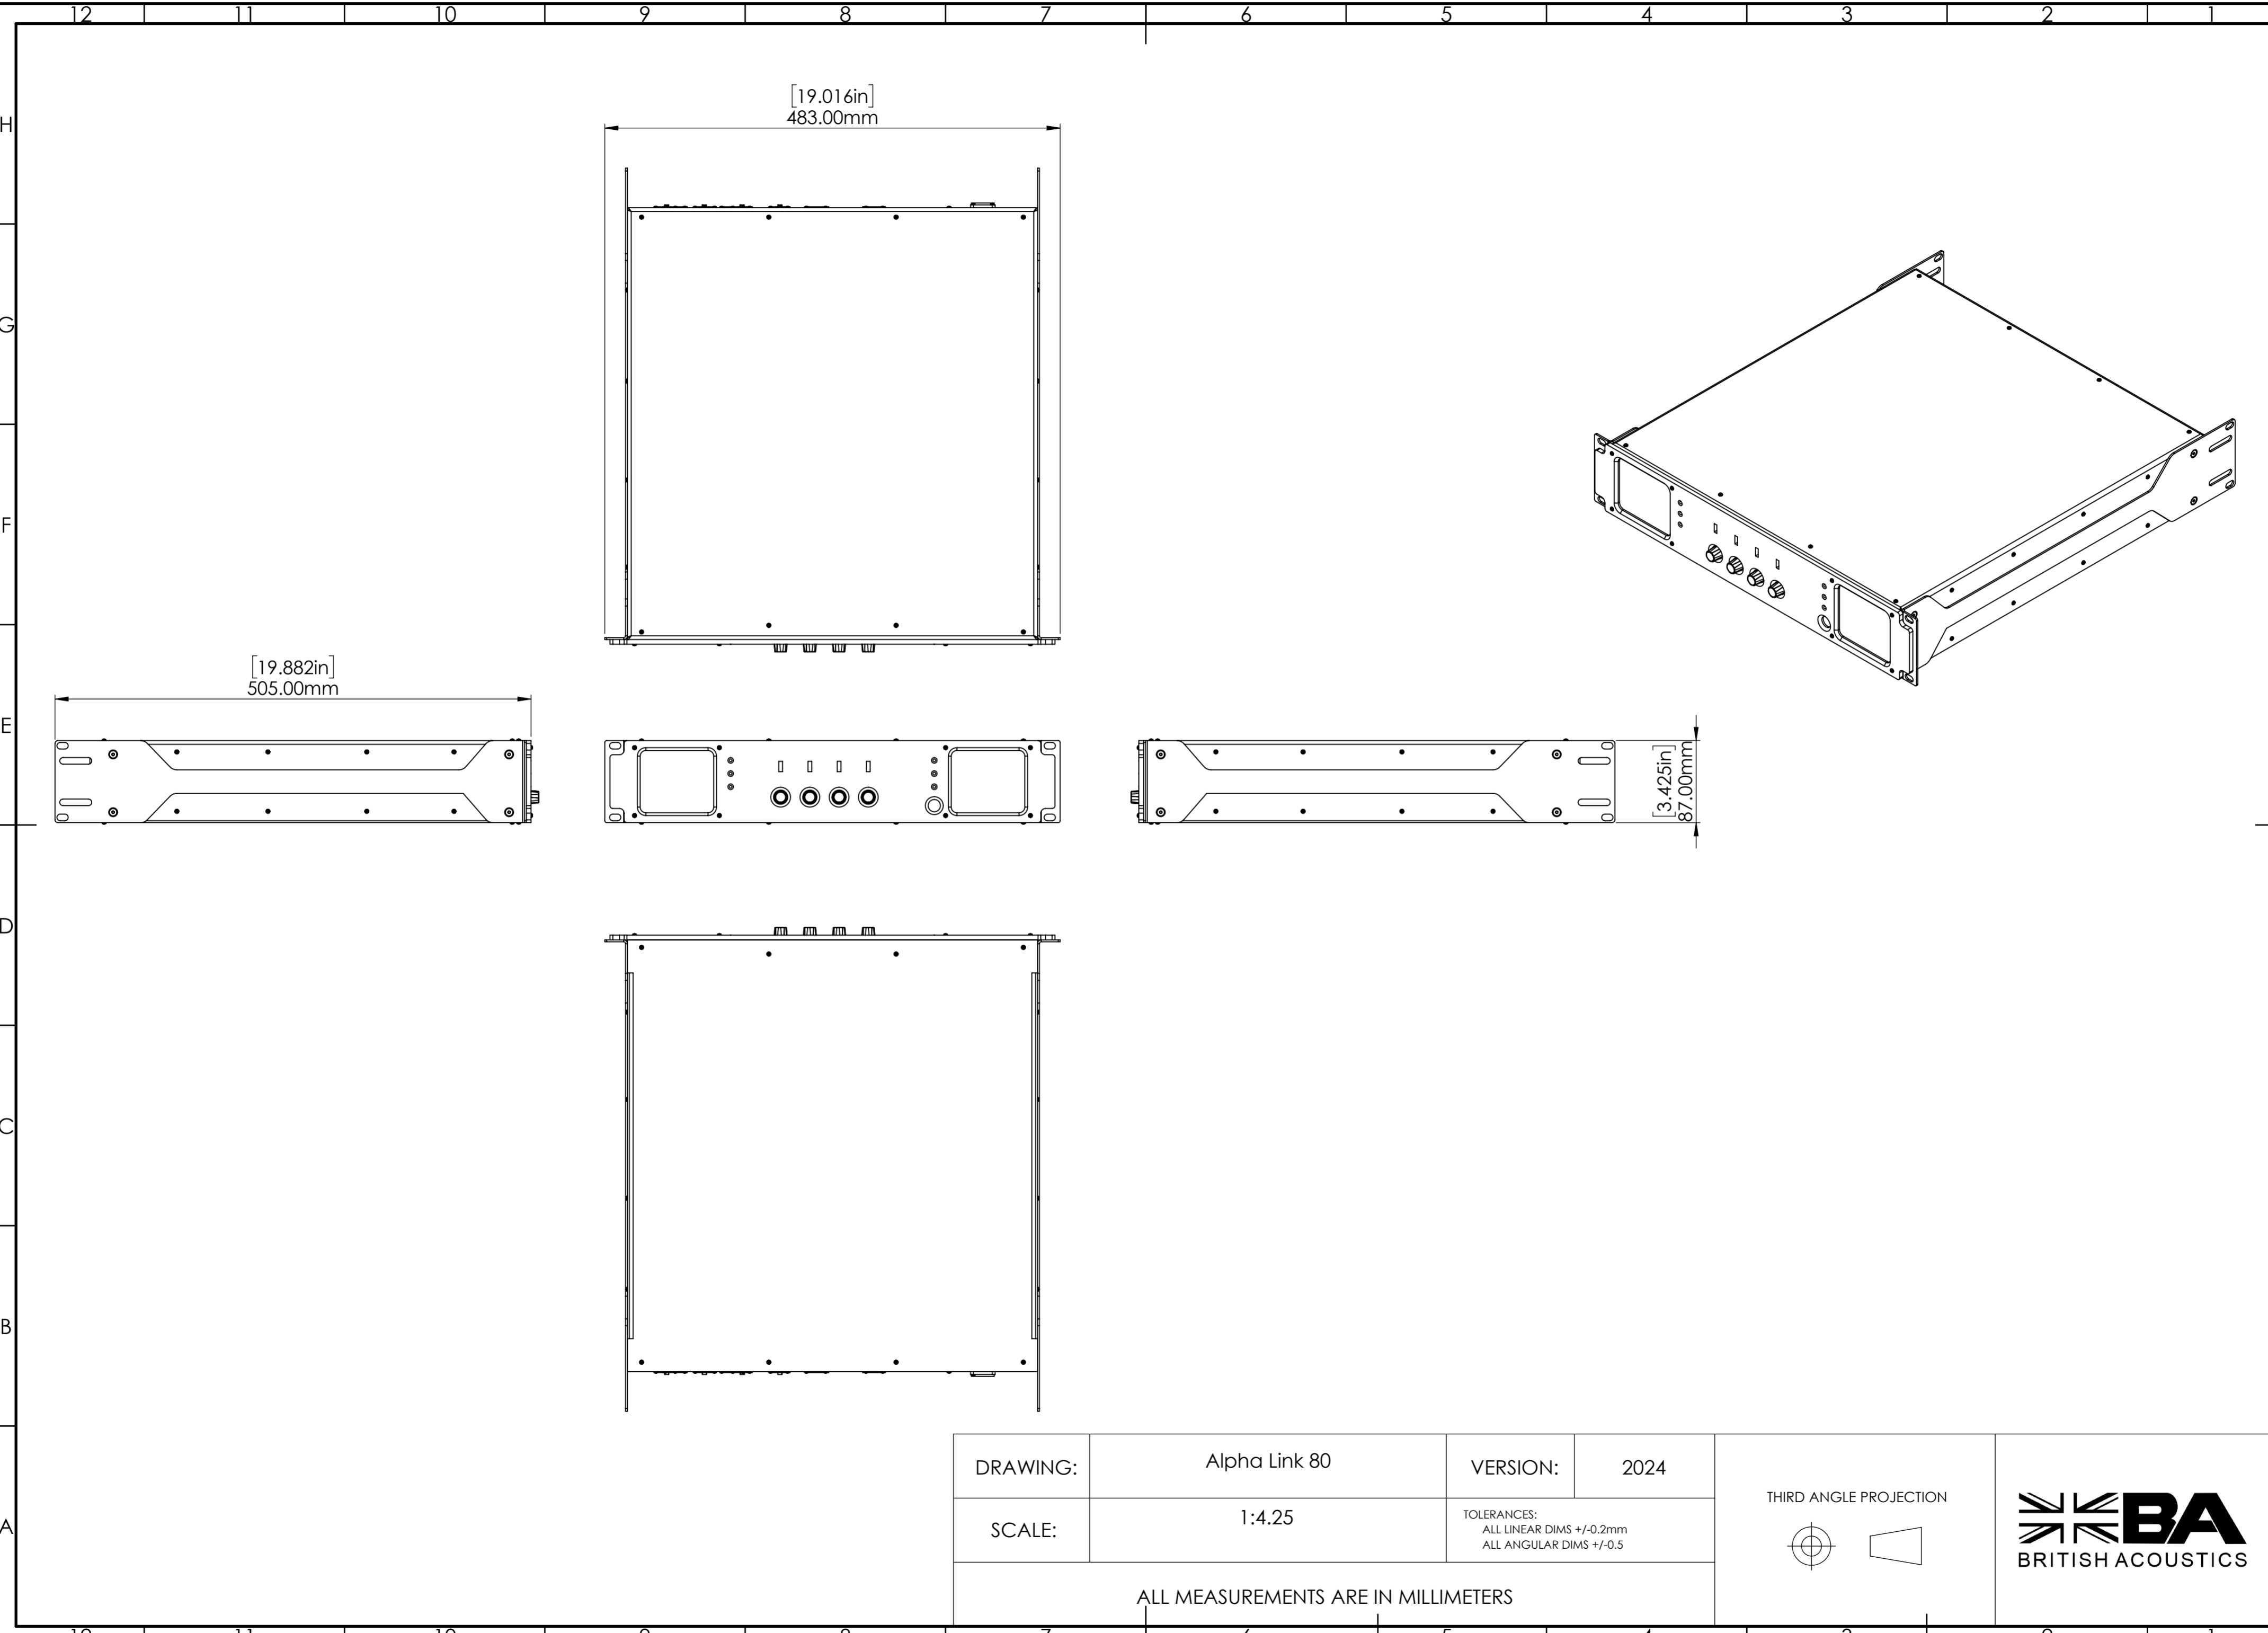 12 11 10 9 8 7 6 5 4 3 2 1
H
G
F
E
D
C
B
A
[19.016in]
483.00mm
[19.882in]
505.00mm
[3.425in]
87.00mm
DRAWING:
Alpha Link 80
VERSION:
2024
SCALE:
1:4.25
TOLERANCES:
ALL LINEAR DIMS +/-0.2mm
ALL ANGULAR DIMS +/-0.5
ALL MEASUREMENTS ARE IN MILLIMETERS
THIRD ANGLE PROJECTION
BA
BRITISH ACOUSTICS